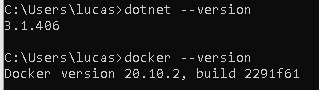 C:\Users\lucas>dotnet --version
3.1.406
C:\Users\lucas>docker --version
Docker version 20.10.2, build 2291f61